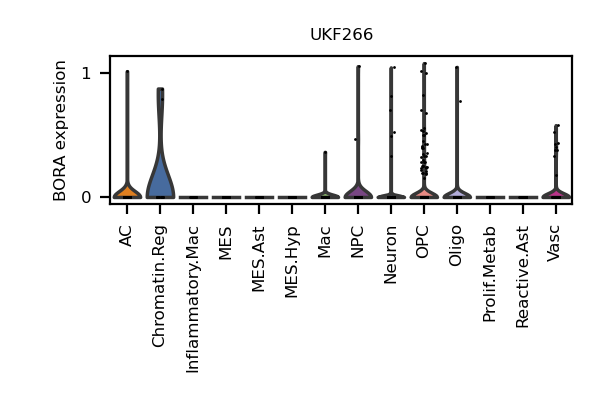 UKF266
BORA expression
1
0
AC
Chromatin.Reg
Inflammatory.Mac
MES
MES.Ast
MES.Hyp
Mac
NPC
Neuron
OPC
Oligo
Prolif.Metab
Reactive.Ast
Vasc